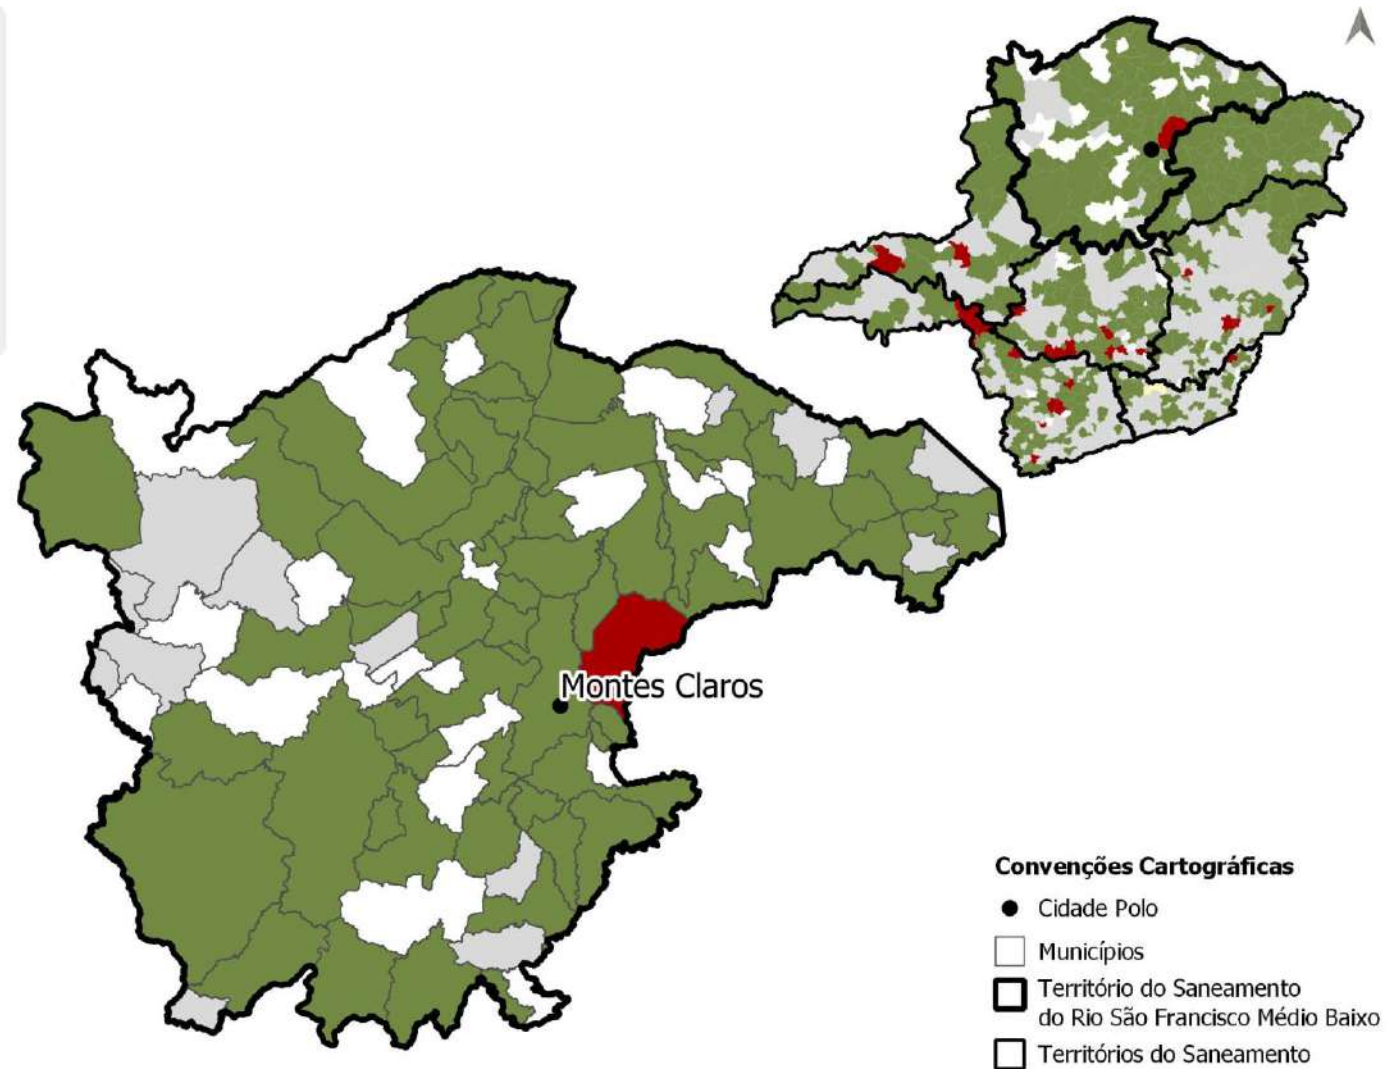 Montes Claros
Convenções Cartográficas
Cidade Polo
Municípios
Território do Saneamento
do Rio São Francisco Médio Baixo
Territórios do Saneamento